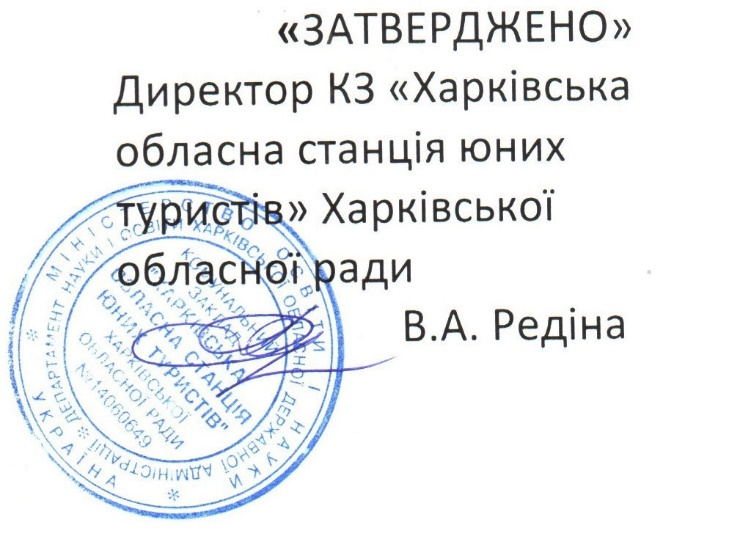 «ЗАТВЕРДЖЕНО»
Директор КЗ «Харківська
обласна станція юних
туристів» Харківської
обласної ради
В.А. Редіна
МІНІСТЕРСТВО ОСВІТИ І НАУКИ
* УКРАЇНА *
ДЕПАРТАМЕНТ НАУКИ І ОСВІТИ ХАРКІВСЬКОЇ ОБЛАСНОЇ ДЕРЖАВНОЇ АДМІНІСТРАЦІЇ *
КОМУНАЛЬНИЙ
ЗАКЛАД
"ХАРКІВСЬКА
ОБЛАСНА СТАНЦІЯ
ЮНИХ ТУРИСТІВ"
ХАРКІВСЬКОЇ
ОБЛАСНОЇ РАДИ
№14060649